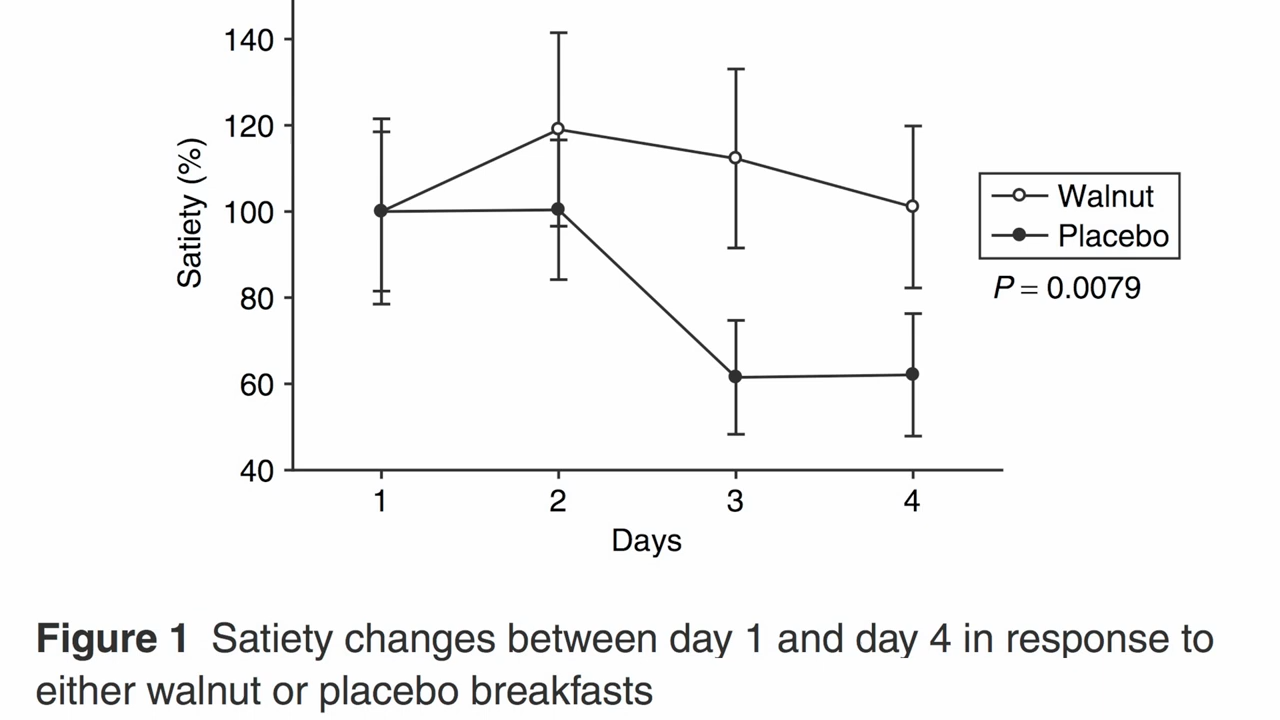 140
120
100
80
60
40
Satiety (%)
1 2 3 4
Days
Walnut
Placebo
P = 0.0079
Figure 1 Satiety changes between day 1 and day 4 in response to
either walnut or placebo breakfasts